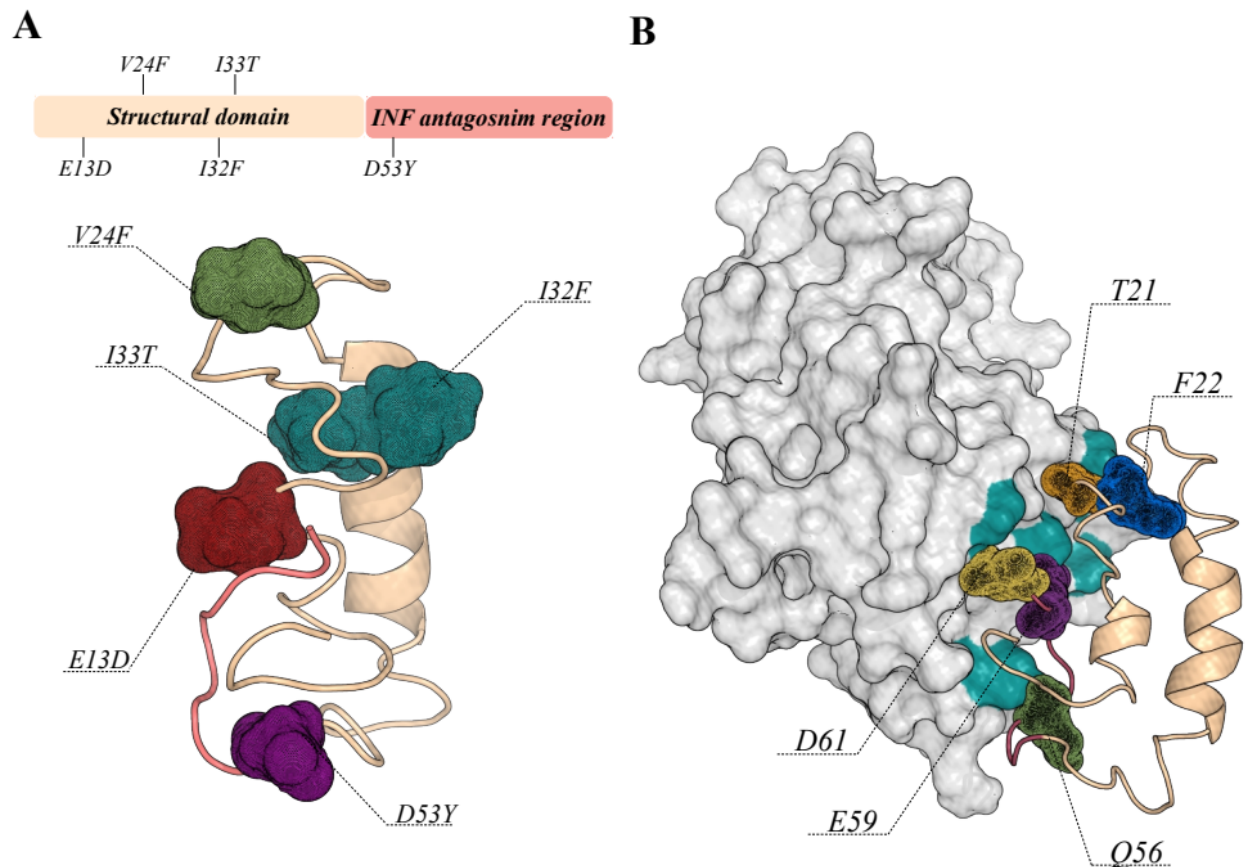 A
V24F I33T
Structural domain INF antagosnim region
E13D I32F D53Y
V24F
I32F
I33T
E13D
D53Y
B
T21
F22
D61
E59
Q56